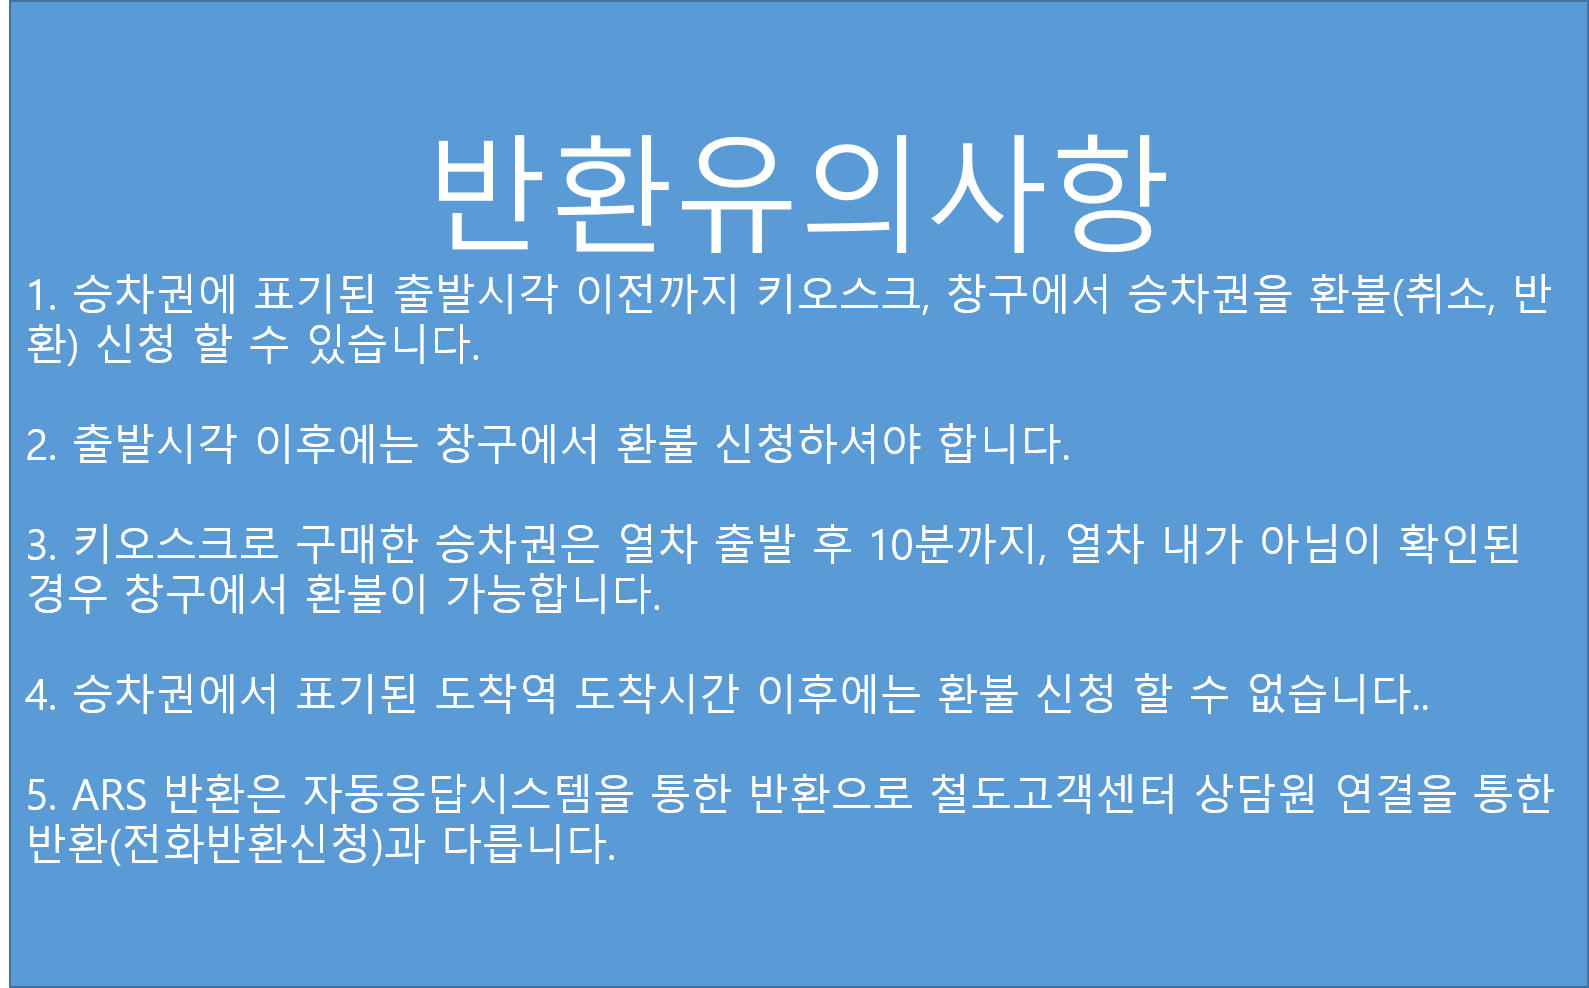 반환유의사항
1. 승차권에 표기된 출발시각 이전까지 키오스크, 창구에서 승차권을 환불(취소, 반
환) 신청 할 수 있습니다.
2. 출발시각 이후에는 창구에서 환불 신청하셔야 합니다.
3. 키오스크로 구매한 승차권은 열차 출발 후 10분까지, 열차 내가 아님이 확인된
경우 창구에서 환불이 가능합니다.
4. 승차권에서 표기된 도착역 도착시간 이후에는 환불 신청 할 수 없습니다..
5. ARS 반환은 자동응답시스템을 통한 반환으로 철도고객센터 상담원 연결을 통한
반환(전화반환신청)과 다릅니다.